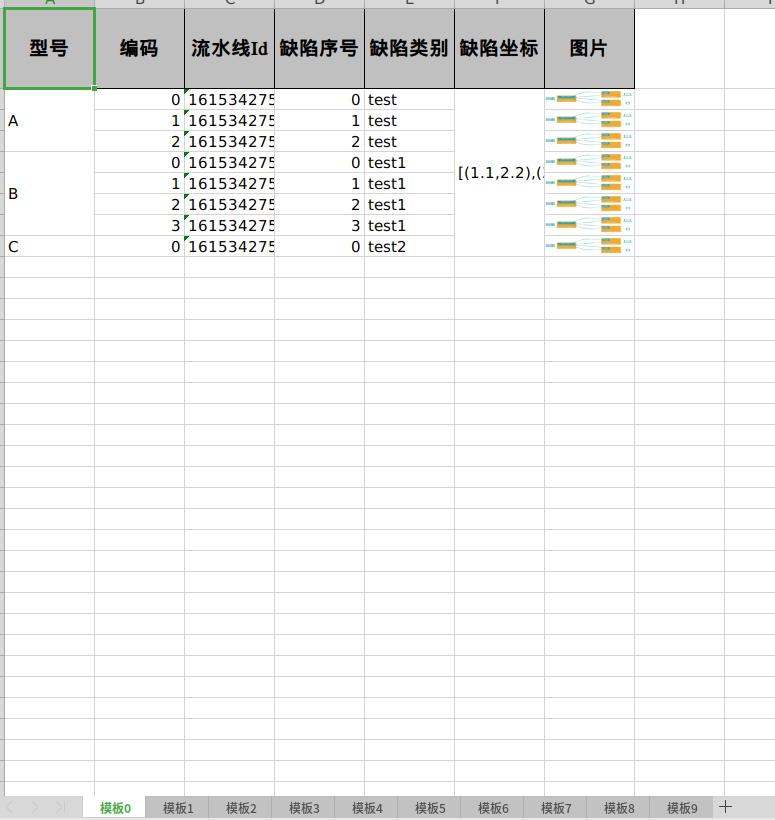 型号 编码 流水线Id 缺陷序号 缺陷类别 缺陷坐标 图片
A
0 161534275 0 test
1 161534275 1 test
2 161534275 2 test
B
0 161534275 0 test1
[(1.1,2.2),(
1 161534275 1 test1
2 161534275 2 test1
3 161534275 3 test1
C 0 161534275 0 test2
模板0 模板1 模板2 模板3 模板4 模板5 模板6 模板7 模板8 模板9